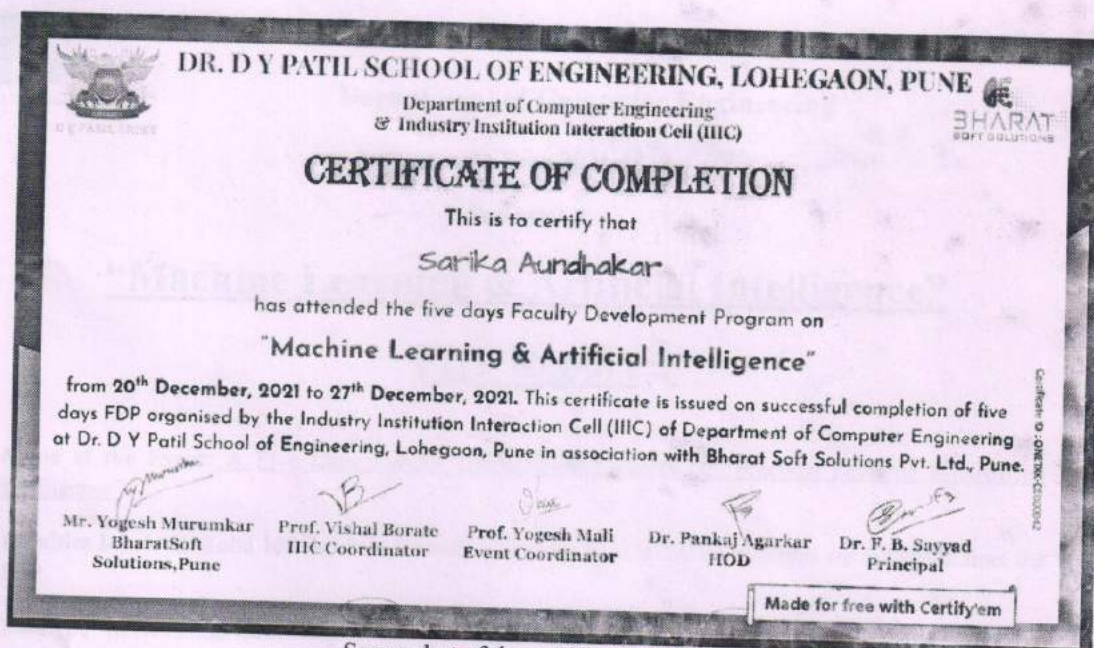 DR. D Y PATIL SCHOOL OF ENGINEERING, LOHEGAON, PUNE
Department of Computer Engineering
& Industry Institution Interaction Cell (IIIC)
BHARAT
SOFT SOLUTIONS
CERTIFICATE OF COMPLETION
This is to certify that
Sarika Aundhakar
has attended the five days Faculty Development Program on
"Machine Learning & Artificial Intelligence"
from 20th December, 2021 to 27th December, 2021. This certificate is issued on successful completion of five
days FDP organised by the Industry Institution Interaction Cell (IIIC) of Department of Computer Engineering
at Dr. D Y Patil School of Engineering, Lohegaon, Pune in association with Bharat Soft Solutions Pvt. Ltd., Pune.
Mr. Yogesh Murumkar
BharatSoft
Solutions,Pune
Prof. Vishal Borate
IIIC Coordinator
Prof. Yogesh Mali
Event Coordinator
Dr. Pankaj Agarkar
HOD
Dr. F. B. Sayyad
Principal
Made for free with Certify'em